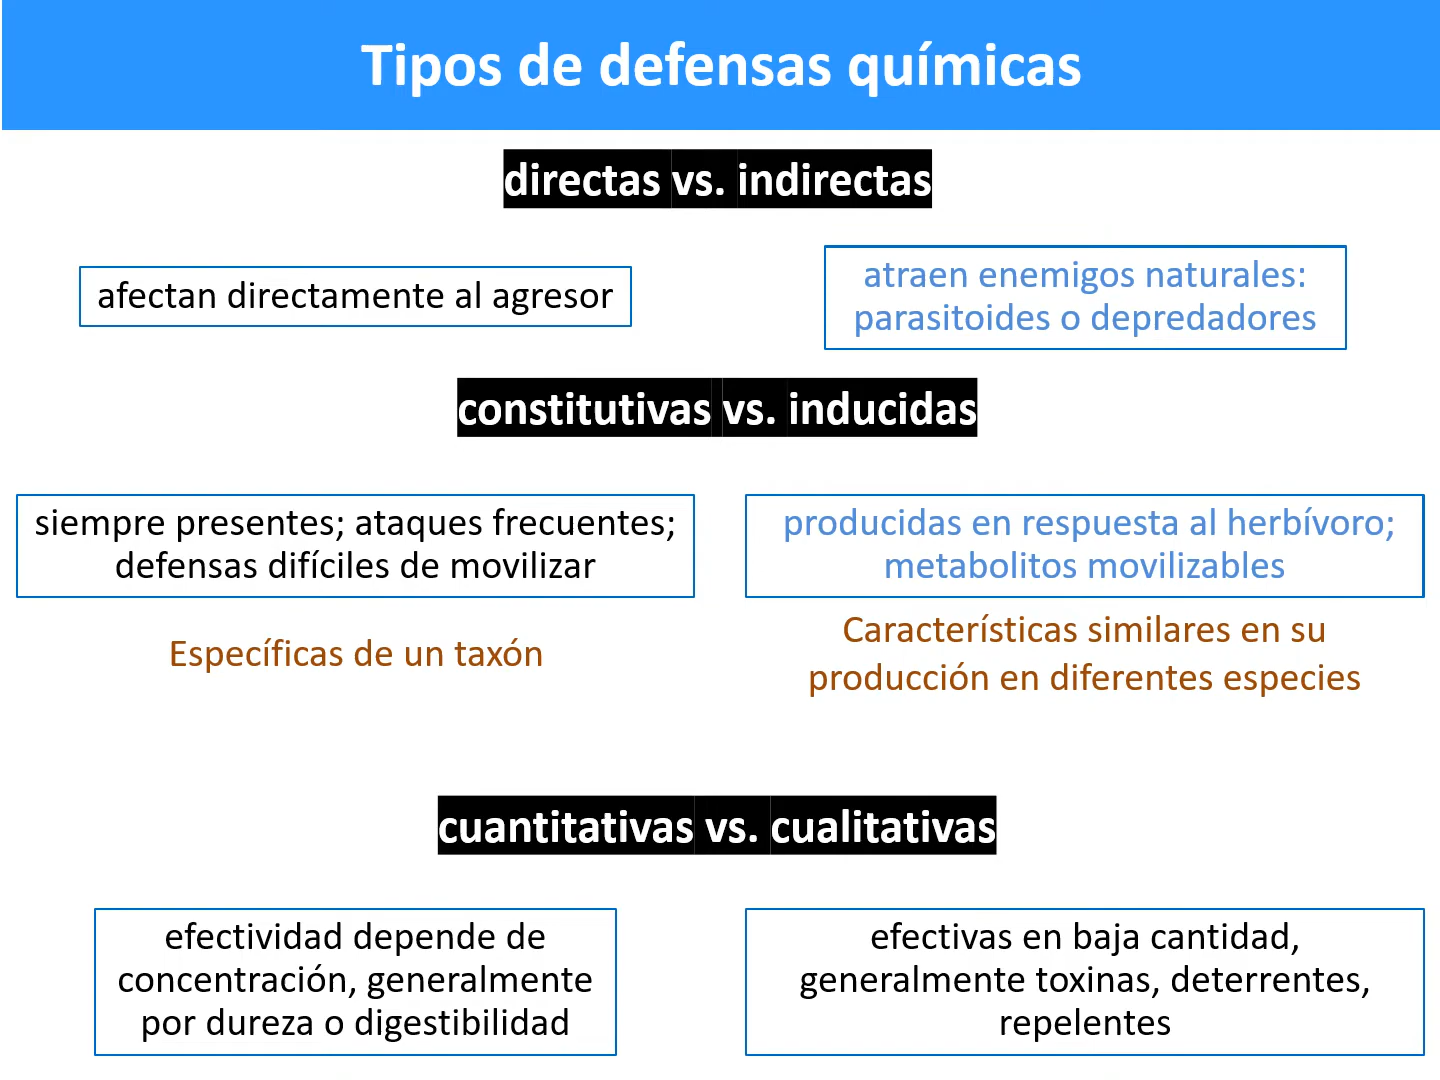 Tipos de defensas químicas
directas vs. indirectas
afectan directamente al agresor
atraen enemigos naturales:
parasitoides o depredadores
constitutivas vs. inducidas
siempre presentes; ataques frecuentes;
defensas difíciles de movilizar
producidas en respuesta al herbívoro;
metabolitos movilizables
Específicas de un taxón
Características similares en su
producción en diferentes especies
cuantitativas vs. cualitativas
efectividad depende de
concentración, generalmente
por dureza o digestibilidad
efectivas en baja cantidad,
generalmente toxinas, deterrentes,
repelentes